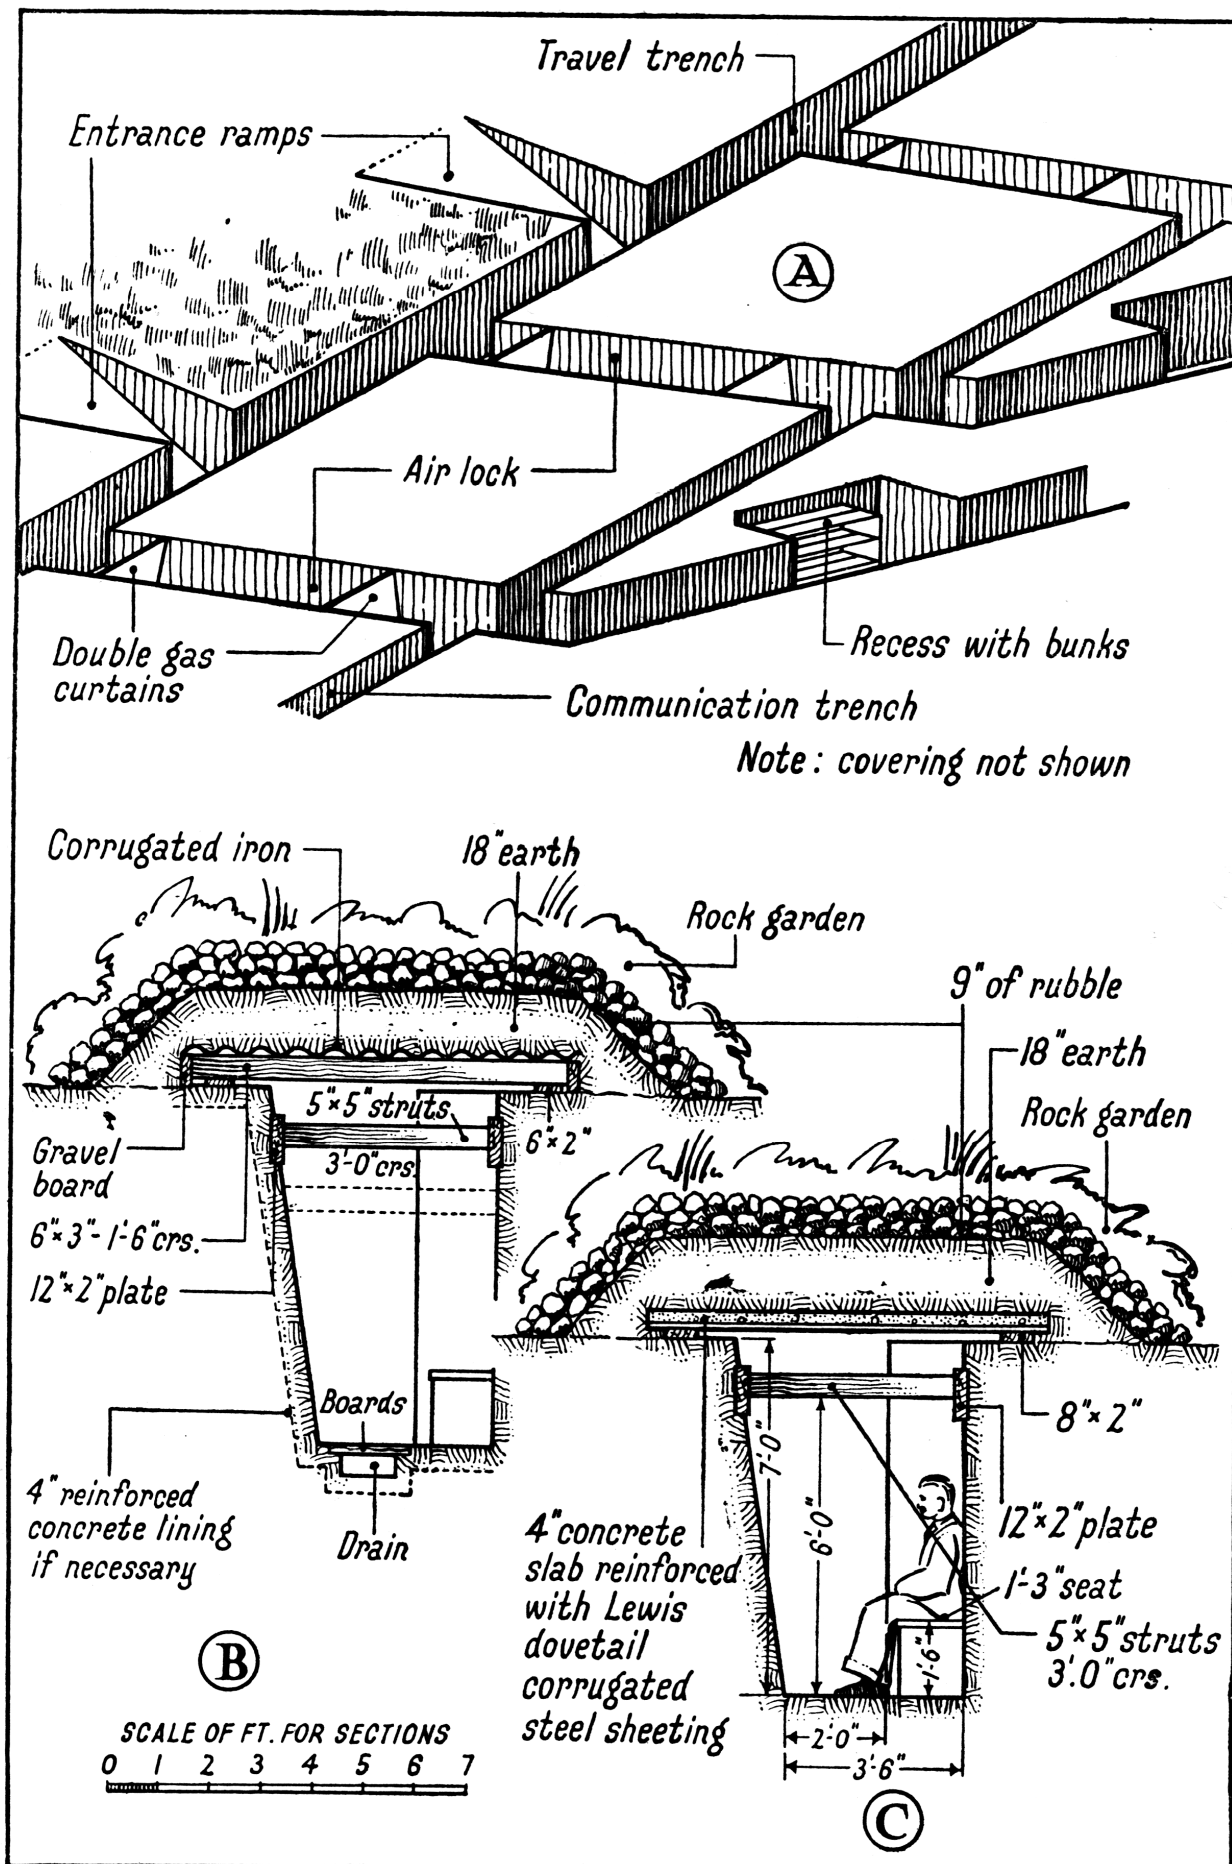 Travel trench
Entrance ramps
A
Air lock
Double gas
curtains
Recess with bunks
Communication trench
Note: covering not shown
Corrugated iron
18" earth
Rock garden
9" of rubble
18" earth
Rock garden
5"×5" struts
3'-0" crs.
6"×2"
Gravel
board
6"×3"-1'-6" crs.
12"×2" plate
Boards
Drain
4" reinforced
concrete lining
if necessary
B
SCALE OF FT. FOR SECTIONS
0 1 2 3 4 5 6 7
7'-0"
6'-0"
8"×2"
12"×2" plate
1'-3" seat
5"×5" struts
3'.0" crs.
1'-6"
4" concrete
slab reinforced
with Lewis
dovetail
corrugated
steel sheeting
2'-0"
3'-6"
C